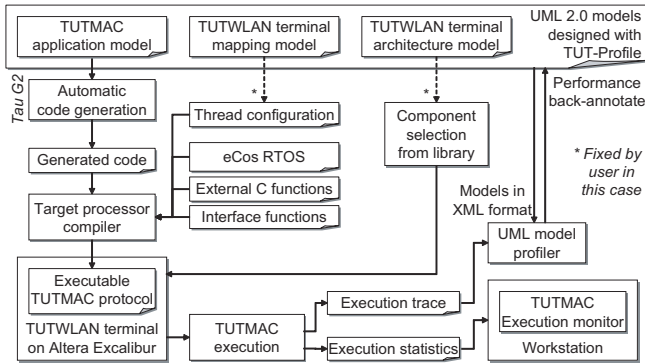 TUTMAC
application model
TUTWLAN terminal
mapping model
TUTWLAN terminal
architecture model
UML 2.0 models
designed with
TUT-Profile
Tau G2
Automatic
code generation
*
Thread configuration
*
Component
selection
from library
Performance
back-annotate
Generated code
eCos RTOS
* Fixed by
user in
this case
External C functions
Target processor
compiler
Interface functions
Models in
XML format
UML model
profiler
Executable
TUTMAC protocol
TUTWLAN terminal
on Altera Excalibur
TUTMAC
execution
Execution trace
Execution statistics
TUTMAC
Execution monitor
Workstation